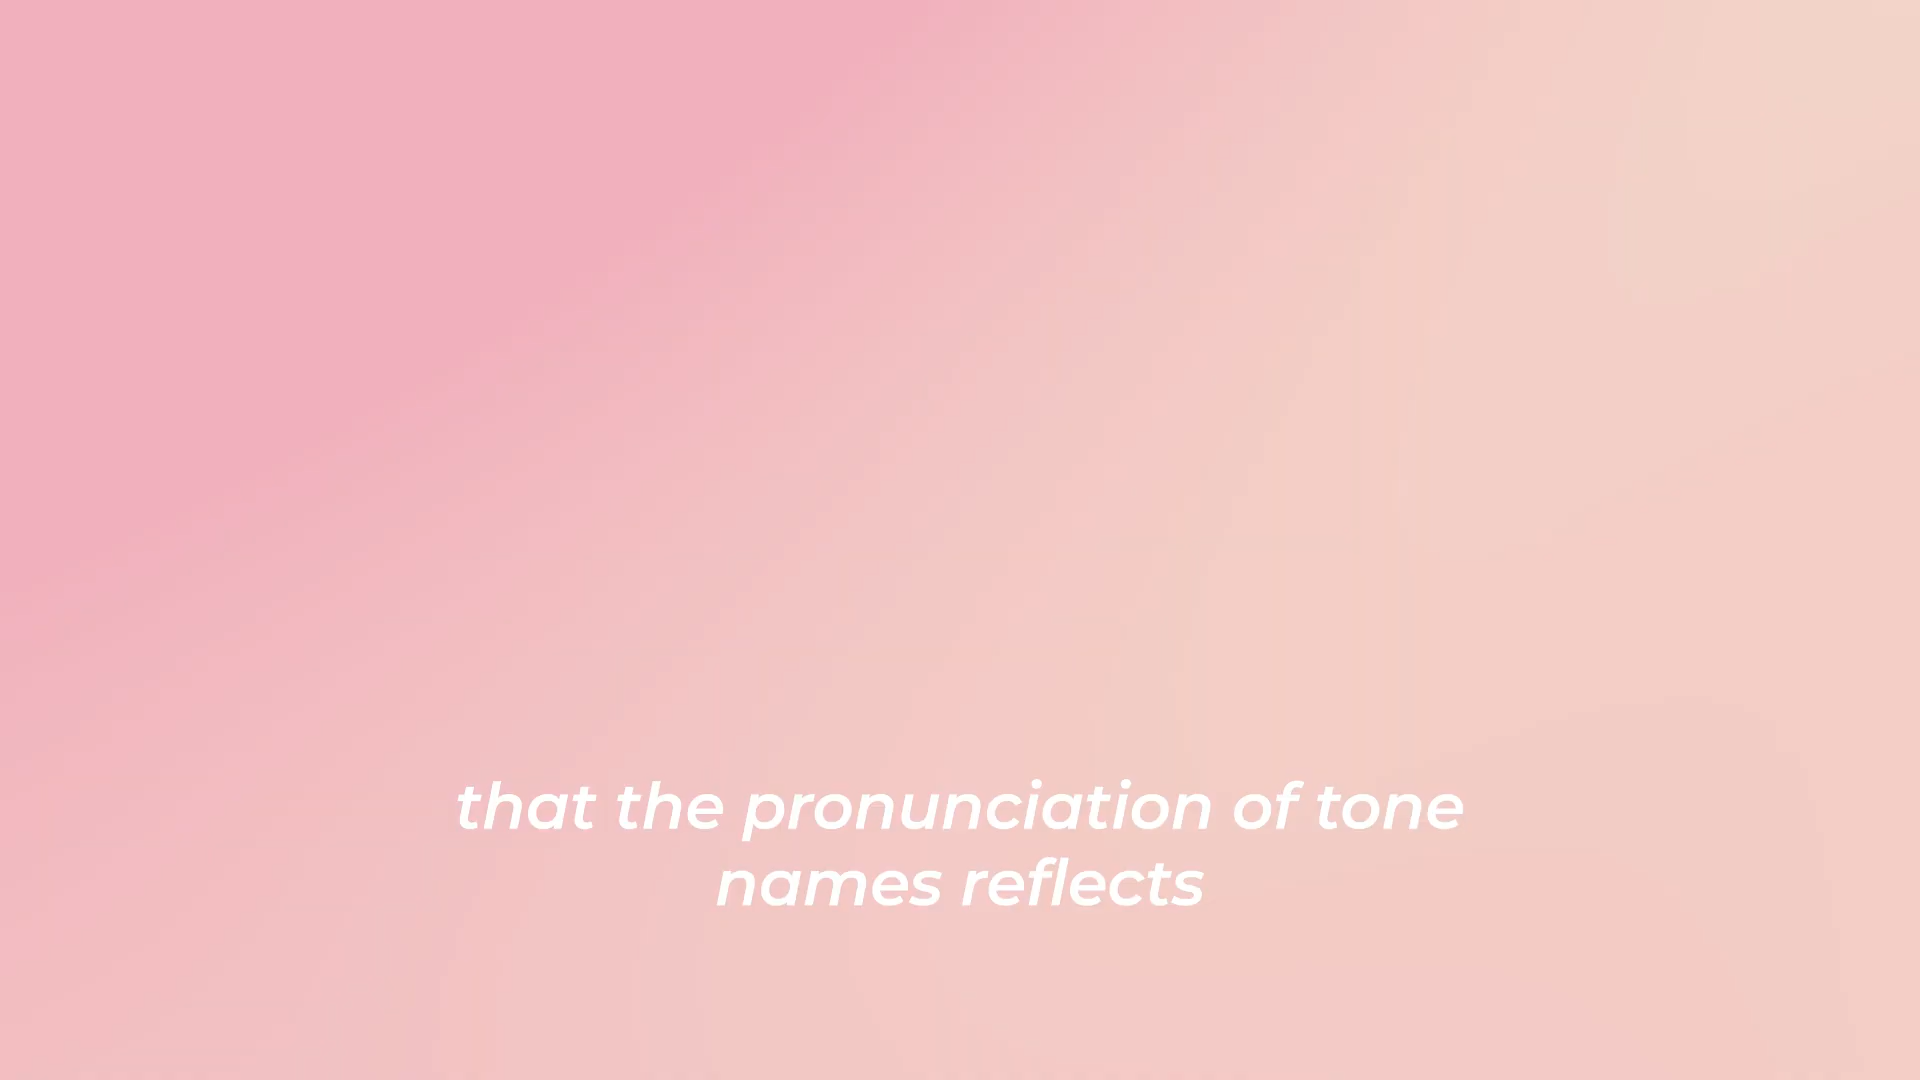 that the pronunciation of tone
names reflects